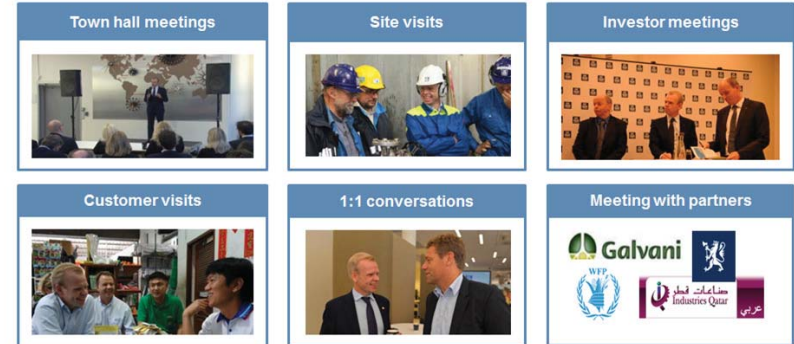 Town hall meetings
Site visits
Investor meetings
Customer visits
1:1 conversations
Meeting with partners
Galvani
WFP
صناعات قطر
Industries Qatar
عربي